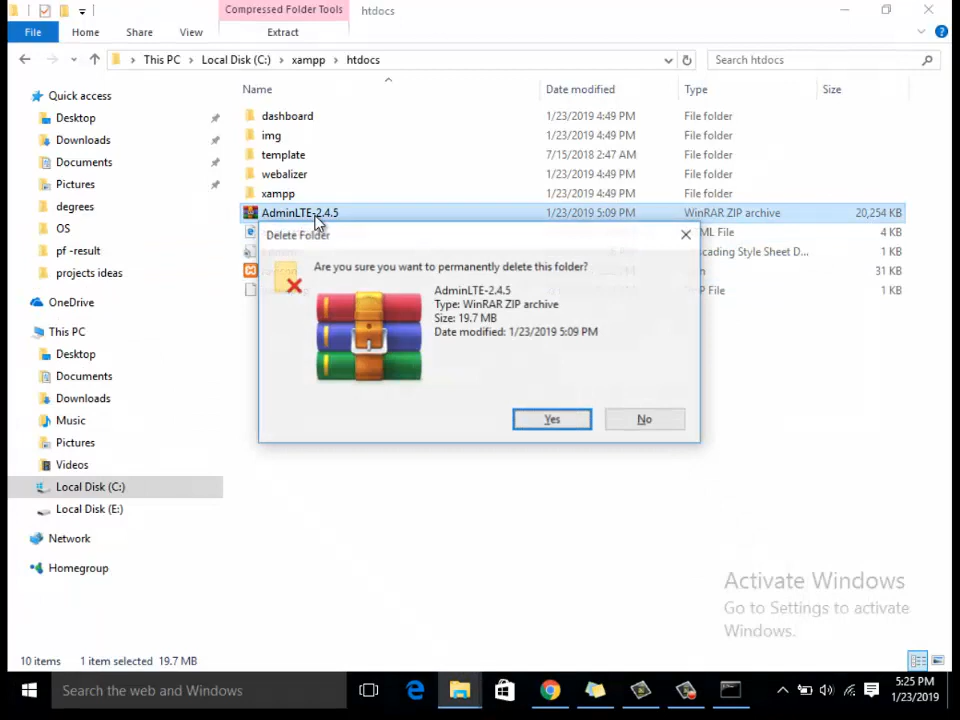 Compressed Folder Tools
htdocs
File
Home
Share
View
Extract
This PC
Local Disk (C:)
xampp
htdocs
Search htdocs
Name
Date modified
Type
Size
Quick access
Desktop
Downloads
Documents
Pictures
degrees
OS
pf -result
projects ideas
OneDrive
This PC
Desktop
Documents
Downloads
Music
Pictures
Videos
Local Disk (C:)
Local Disk (E:)
Network
Homegroup
dashboard 1/23/2019 4:49 PM File folder
img 1/23/2019 4:49 PM File folder
template 7/15/2018 2:47 AM File folder
webalizer 1/23/2019 4:49 PM File folder
xampp 1/23/2019 4:49 PM File folder
AdminLTE-2.4.5 1/23/2019 5:09 PM WinRAR ZIP archive 20,254 KB
ML File 4 KB
cading Style Sheet D... 1 KB
31 KB
File 1 KB
Delete Folder
Are you sure you want to permanently delete this folder?
AdminLTE-2.4.5
Type: WinRAR ZIP archive
Size: 19.7 MB
Date modified: 1/23/2019 5:09 PM
Yes
No
Activate Windows
Go to Settings to activate
Windows.
10 items
1 item selected 19.7 MB
Search the web and Windows
5:25 PM
1/23/2019